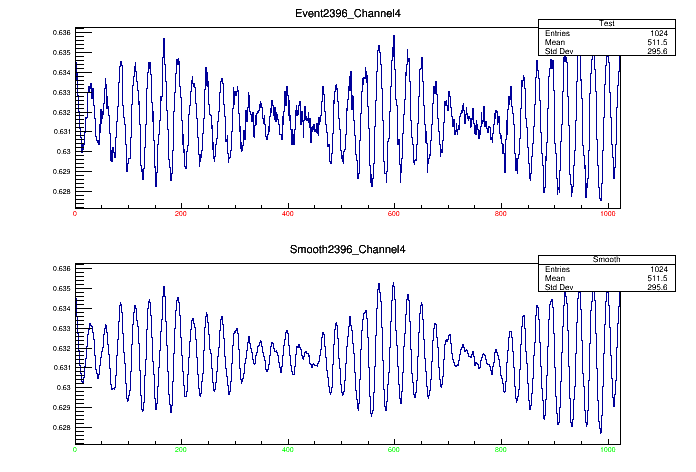 Event2396_Channel4
Test
Entries 1024
Mean 511.5
Std Dev 295.6
0.636
0.635
0.634
0.633
0.632
0.631
0.63
0.629
0.628
0 200 400 600 800 1000
Smooth2396_Channel4
Smooth
Entries 1024
Mean 511.5
Std Dev 295.6
0.636
0.635
0.634
0.633
0.632
0.631
0.63
0.629
0.628
0 200 400 600 800 1000